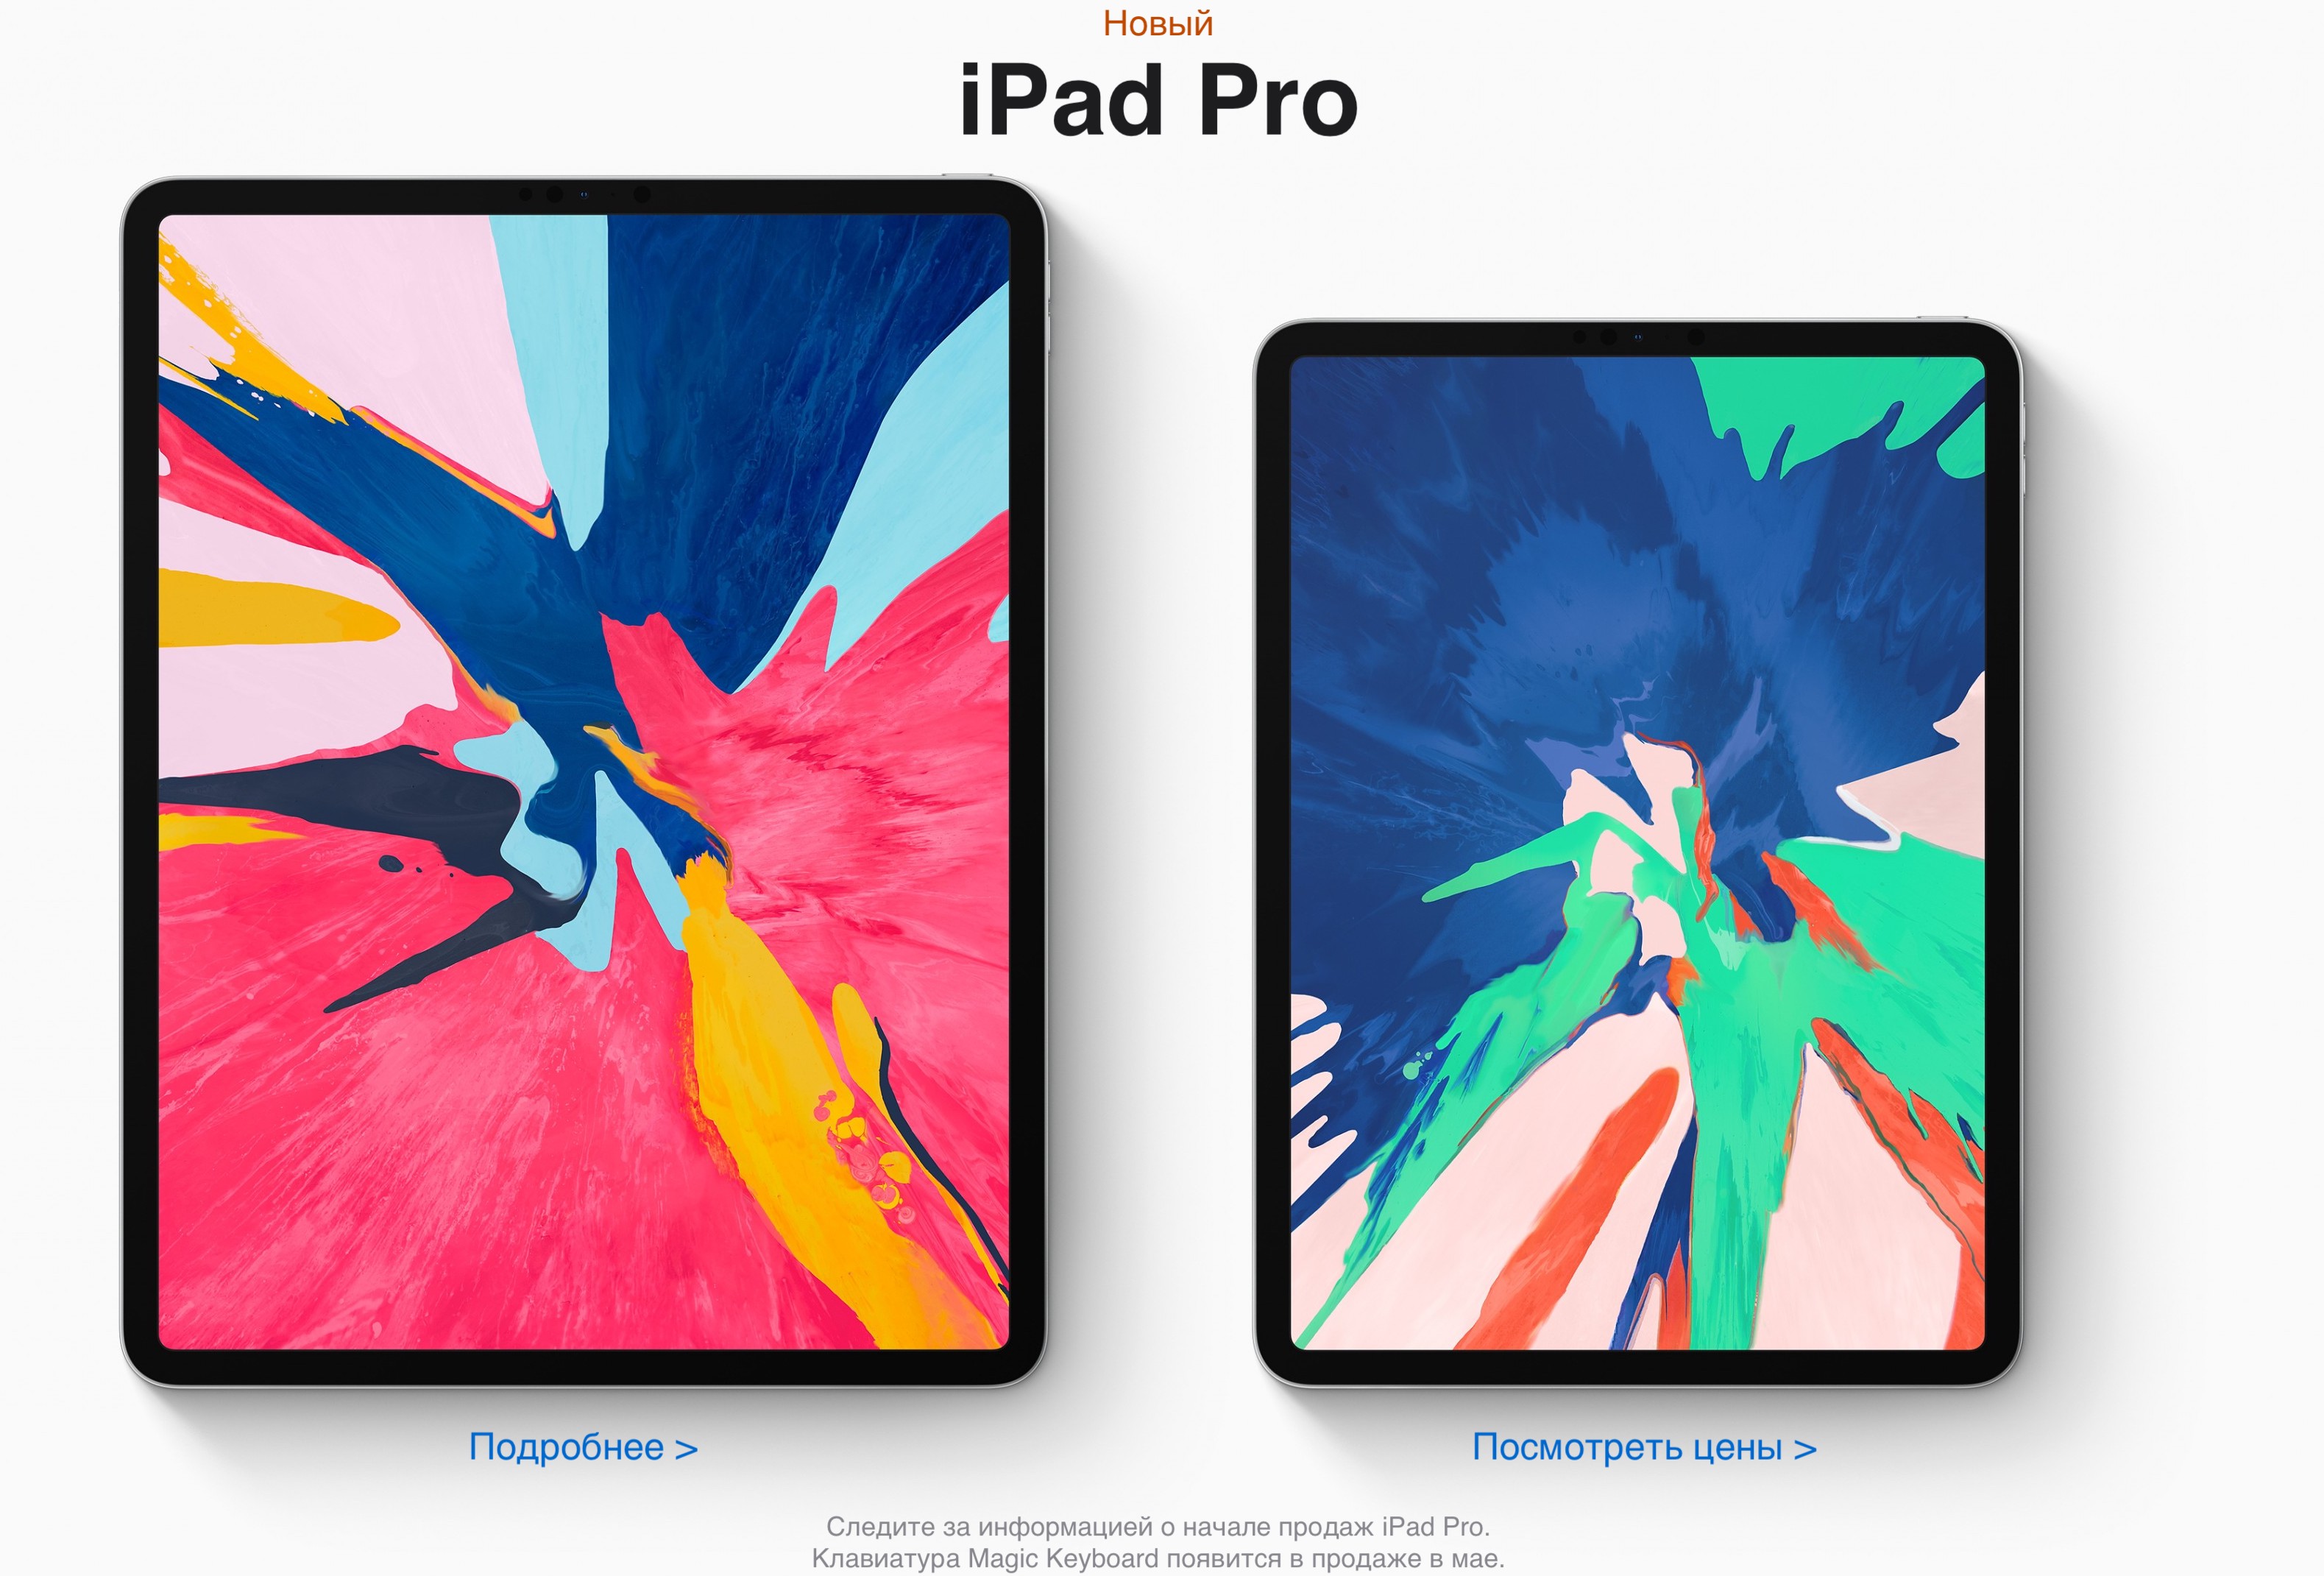 Новый
iPad Pro
Подробнее >
Посмотреть цены >
Следите за информацией о начале продаж iPad Pro.
Клавиатура Magic Keyboard появится в продаже в мае.